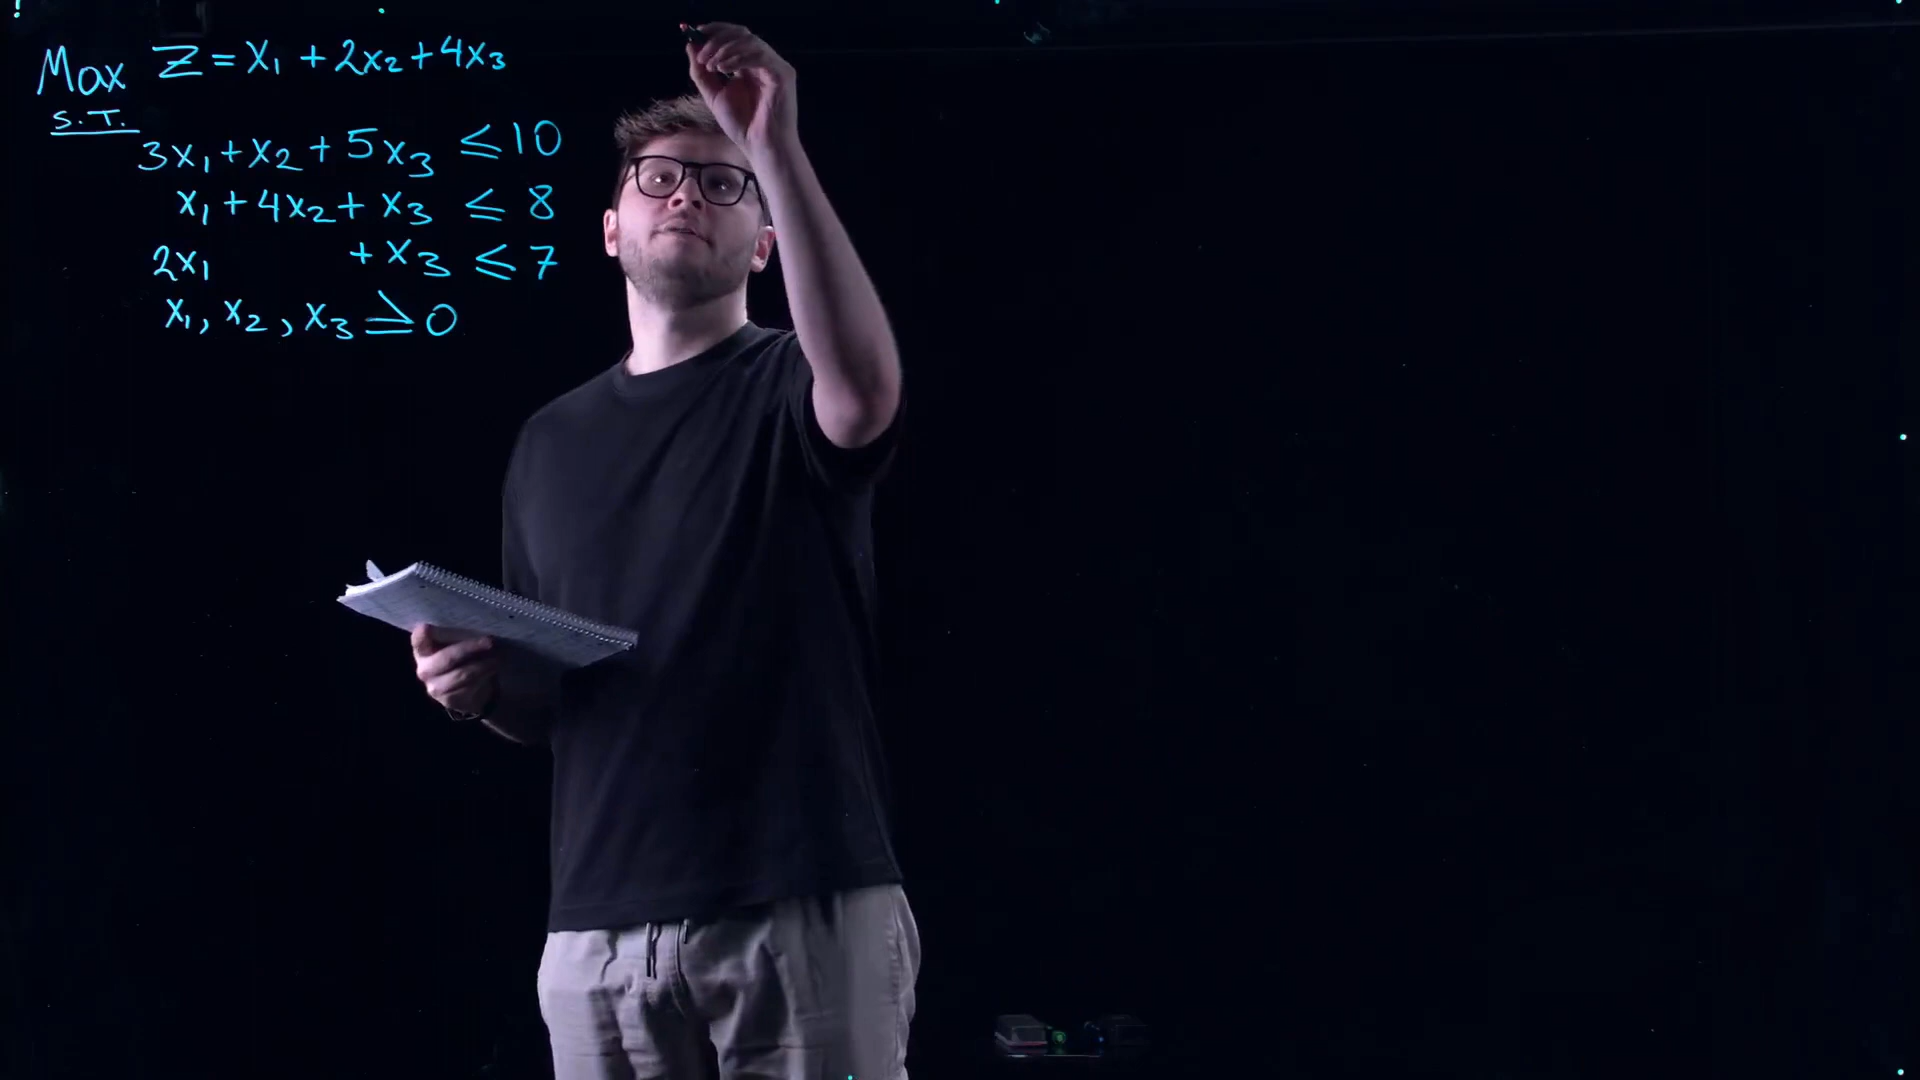 Max Z = x₁ + 2x₂ + 4x₃
S.T.
3x₁ + x₂ + 5x₃ ≤ 10
x₁ + 4x₂ + x₃ ≤ 8
2x₁ + x₃ ≤ 7
x₁, x₂, x₃ ≥ 0